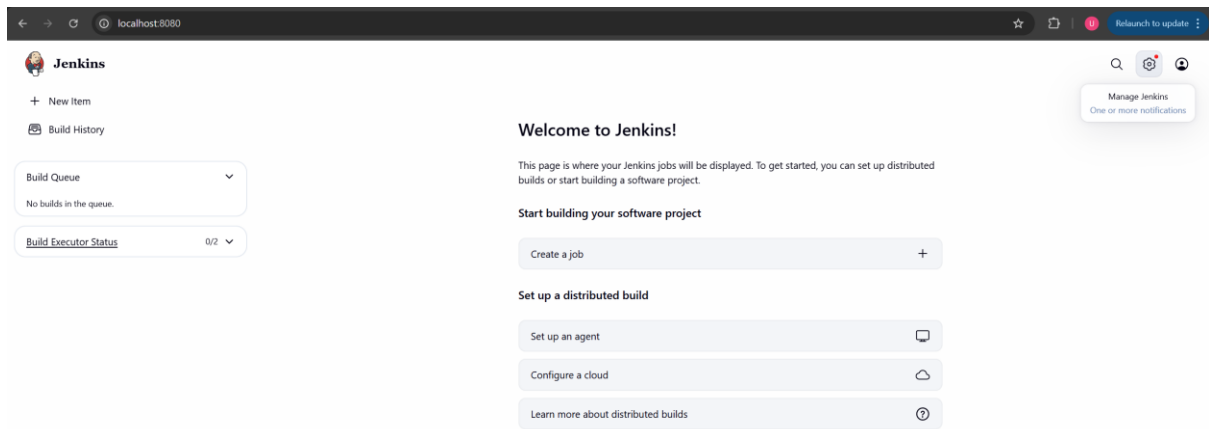 localhost:8080
U
Relaunch to update
Jenkins
Manage Jenkins
One or more notifications
New Item
Build History
Welcome to Jenkins!
This page is where your Jenkins jobs will be displayed. To get started, you can set up distributed
builds or start building a software project.
Build Queue
No builds in the queue.
Start building your software project
Build Executor Status
0/2
Create a job
Set up a distributed build
Set up an agent
Configure a cloud
Learn more about distributed builds